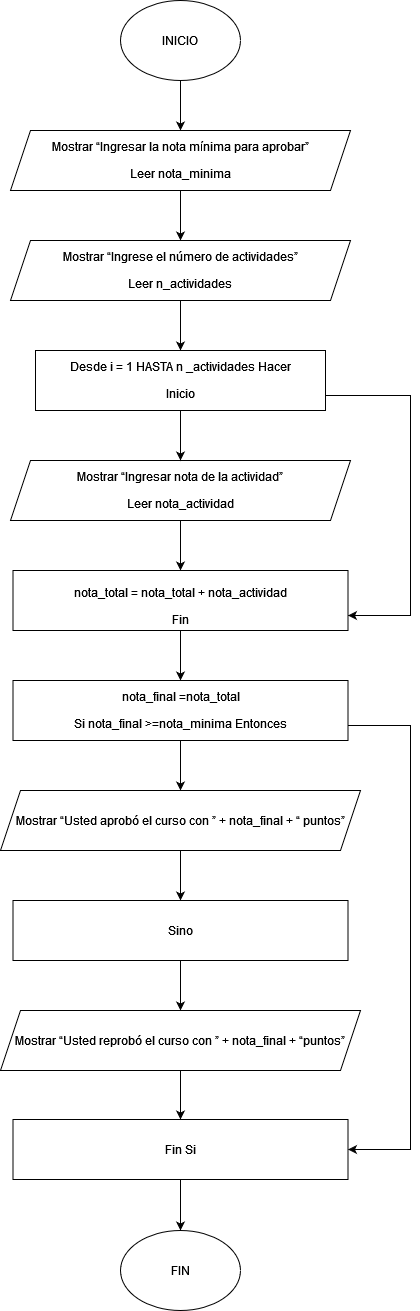 INICIO
Mostrar “Ingresar la nota mínima para aprobar”
Leer nota_minima
Mostrar “Ingrese el número de actividades”
Leer n_actividades
Desde i = 1 HASTA n _actividades Hacer
Inicio
Mostrar “Ingresar nota de la actividad”
Leer nota_actividad
nota_total = nota_total + nota_actividad
Fin
nota_final =nota_total
Si nota_final >=nota_minima Entonces
Mostrar “Usted aprobó el curso con ” + nota_final + “ puntos”
Sino
Mostrar “Usted reprobó el curso con ” + nota_final + “puntos”
Fin Si
FIN